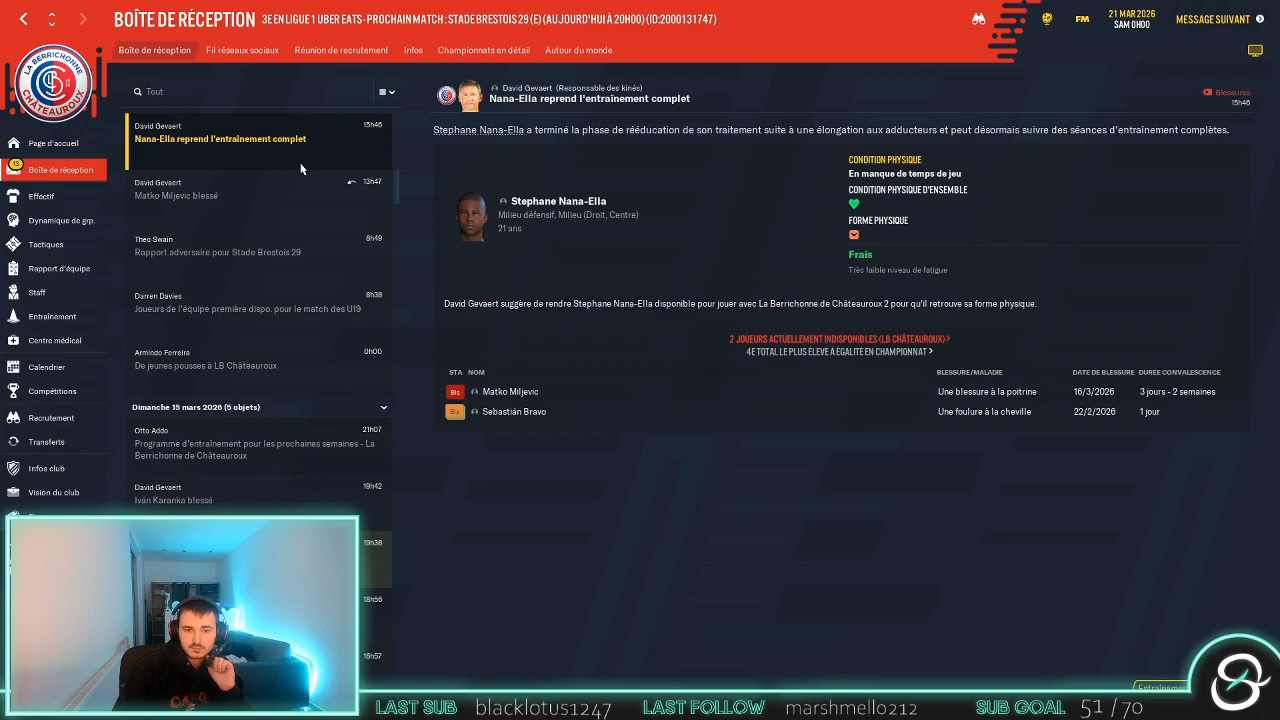 BOÎTE DE RÉCEPTION
3E EN LIGUE 1 UBER EATS - PROCHAIN MATCH : STADE BRESTOIS 29 (E) (AUJOURD'HUI À 20H00) (ID:2000131747)
FM
21 MAR 2026
SAM 0H00
MESSAGE SUIVANT
Boîte de réception
Fil réseaux sociaux
Réunion de recrutement
Infos
Championnats en détail
Autour du monde
LA BERRICHONNE
CHÂTEAUROUX
Page d'accueil
13
Boîte de réception
Effectif
Dynamique de grp.
Tactiques
Rapport d'équipe
Staff
Entraînement
Centre médical
Calendrier
Compétitions
Recrutement
Transferts
Infos club
Vision du club
Tout
David Gevaert
15h46
Nana-Ella reprend l'entraînement complet
David Gevaert
13h47
Matko Miljevic blessé
Theo Swain
8h49
Rapport adversaire pour Stade Brestois 29
Darren Davies
8h38
Joueurs de l'équipe première dispo. pour le match des U19
Armindo Ferreira
0h00
De jeunes pousses à LB Châteauroux
Dimanche 15 mars 2026 (5 objets)
Otto Addo
21h07
Programme d'entraînement pour les prochaines semaines - La
Berrichonne de Châteauroux
David Gevaert
19h42
Iván Karanka blessé
19h38
18h56
16h57
David Gevaert (Responsable des kinés)
Nana-Ella reprend l'entraînement complet
Blessures
15h46
Stephane Nana-Ella a terminé la phase de rééducation de son traitement suite à une élongation aux adducteurs et peut désormais suivre des séances d'entraînement complètes.
Stephane Nana-Ella
Milieu défensif, Milieu (Droit, Centre)
21 ans
CONDITION PHYSIQUE
En manque de temps de jeu
CONDITION PHYSIQUE D'ENSEMBLE
FORME PHYSIQUE
Frais
Très faible niveau de fatigue
David Gevaert suggère de rendre Stephane Nana-Ella disponible pour jouer avec La Berrichonne de Châteauroux 2 pour qu'il retrouve sa forme physique.
2 JOUEURS ACTUELLEMENT INDISPONIBLES (LB CHÂTEAUROUX)
4E TOTAL LE PLUS ÉLEVÉ À ÉGALITÉ EN CHAMPIONNAT
STA NOM BLESSURE/MALADIE DATE DE BLESSURE DURÉE CONVALESCENCE
Bls Matko Miljevic Une blessure à la poitrine 16/3/2026 3 jours - 2 semaines
Bls Sebastián Bravo Une foulure à la cheville 22/2/2026 1 jour
LAST SUB blacklotus1247 LAST FOLLOW marshmello212 SUB GOAL 51 / 70